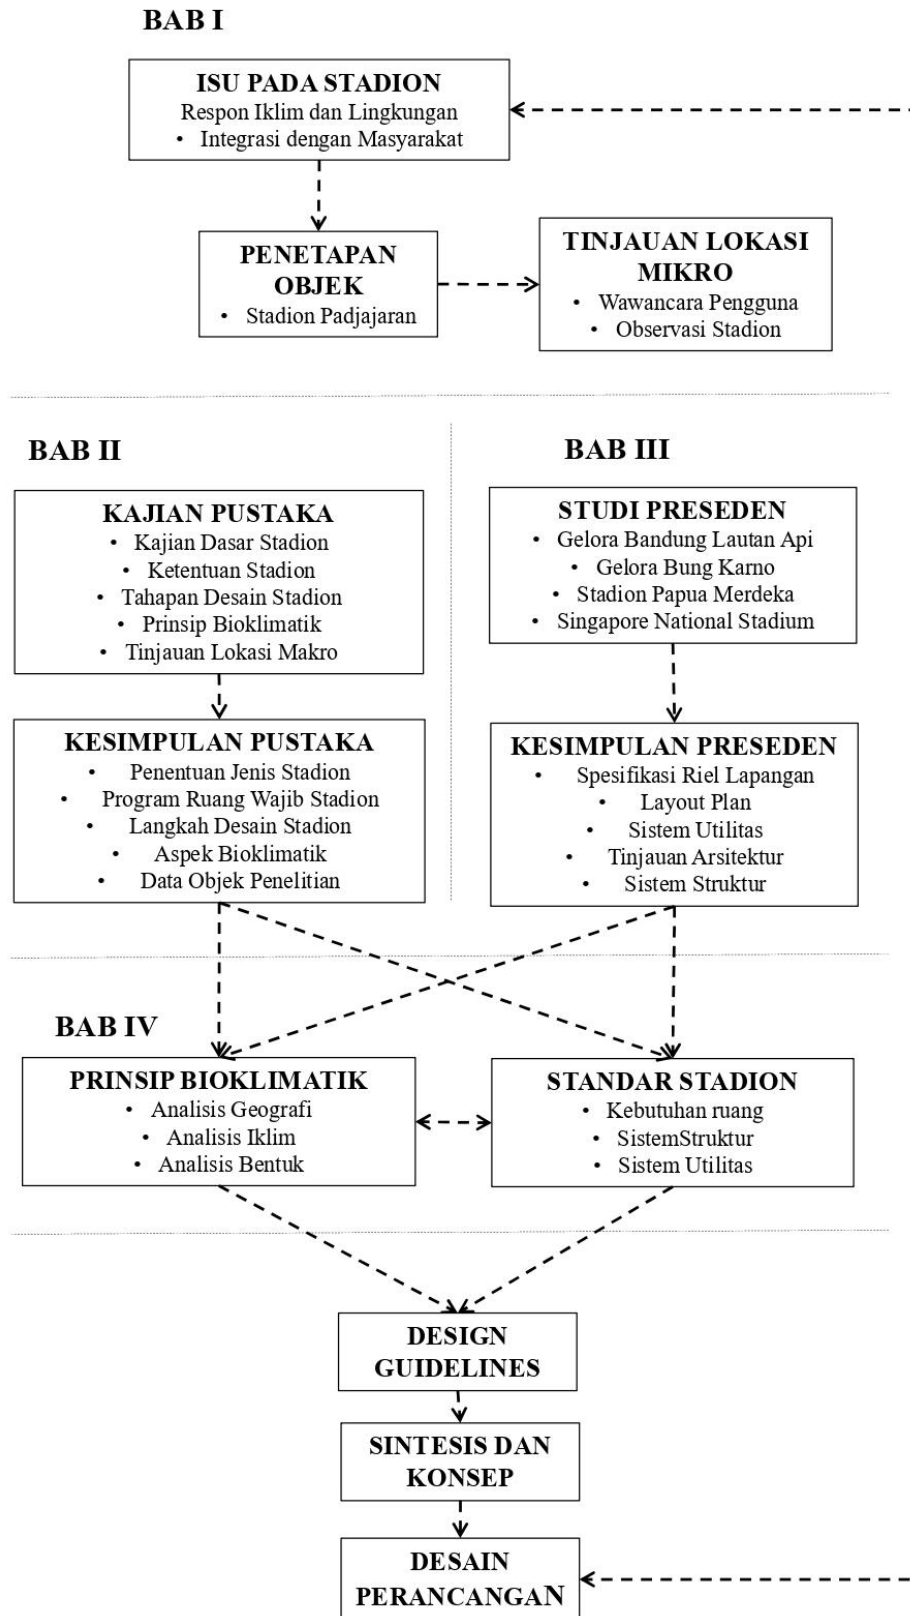 BAB I
ISU PADA STADION
Respon Iklim dan Lingkungan
• Integrasi dengan Masyarakat
PENETAPAN
OBJEK
• Stadion Padjajaran
TINJAUAN LOKASI
MIKRO
• Wawancara Pengguna
• Observasi Stadion
BAB II
KAJIAN PUSTAKA
• Kajian Dasar Stadion
• Ketentuan Stadion
• Tahapan Desain Stadion
• Prinsip Bioklimatik
• Tinjauan Lokasi Makro
KESIMPULAN PUSTAKA
• Penentuan Jenis Stadion
• Program Ruang Wajib Stadion
• Langkah Desain Stadion
• Aspek Bioklimatik
• Data Objek Penelitian
BAB III
STUDI PRESEDEN
• Gelora Bandung Lautan Api
• Gelora Bung Karno
• Stadion Papua Merdeka
• Singapore National Stadium
KESIMPULAN PRESEDEN
• Spesifikasi Riel Lapangan
• Layout Plan
• Sistem Utilitas
• Tinjauan Arsitektur
• Sistem Struktur
BAB IV
PRINSIP BIOKLIMATIK
• Analisis Geografi
• Analisis Iklim
• Analisis Bentuk
STANDAR STADION
• Kebutuhan ruang
• SistemStruktur
• Sistem Utilitas
DESIGN
GUIDELINES
SINTESIS DAN
KONSEP
DESAIN
PERANCANGAN